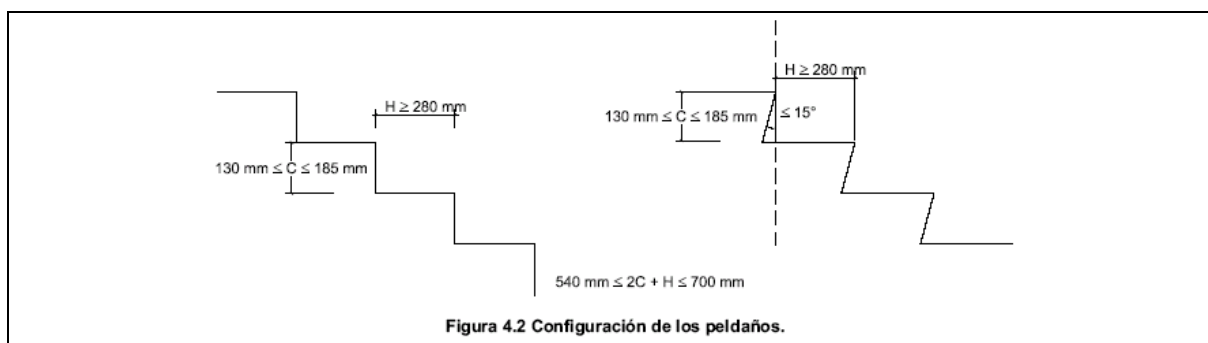 H ≥ 280 mm
130 mm ≤ C ≤ 185 mm
H ≥ 280 mm
130 mm ≤ C ≤ 185 mm
≤ 15°
540 mm ≤ 2C + H ≤ 700 mm
Figura 4.2 Configuración de los peldaños.